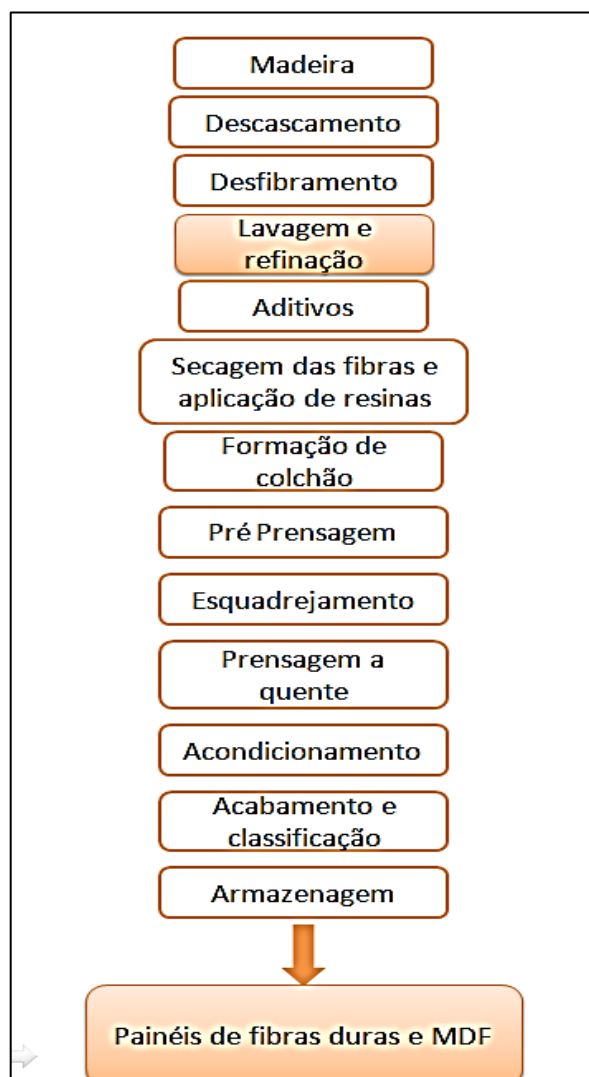 Madeira
Descascamento
Desfibramento
Lavagem e
refinação
Aditivos
Secagem das fibras e
aplicação de resinas
Formação de
colchão
Pré Prensagem
Esquadrejamento
Prensagem a
quente
Acondicionamento
Acabamento e
classificação
Armazenagem
Painéis de fibras duras e MDF